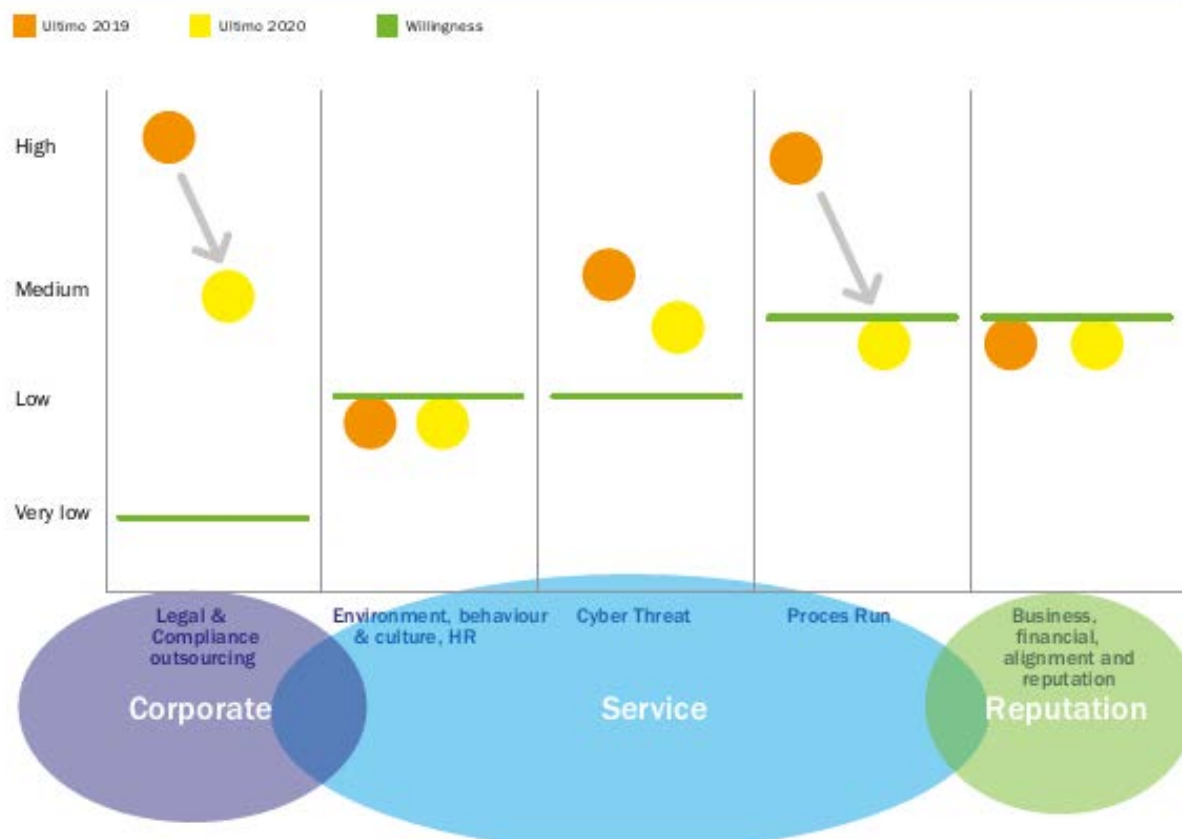 Ultimo 2019
Ultimo 2020
Willingness
High
Medium
Low
Very low
Legal &
Compliance
outsourcing
Environment, behaviour
& culture, HR
Cyber Threat
Proces Run
Business,
financial,
alignment and
reputation
Corporate
Service
Reputation